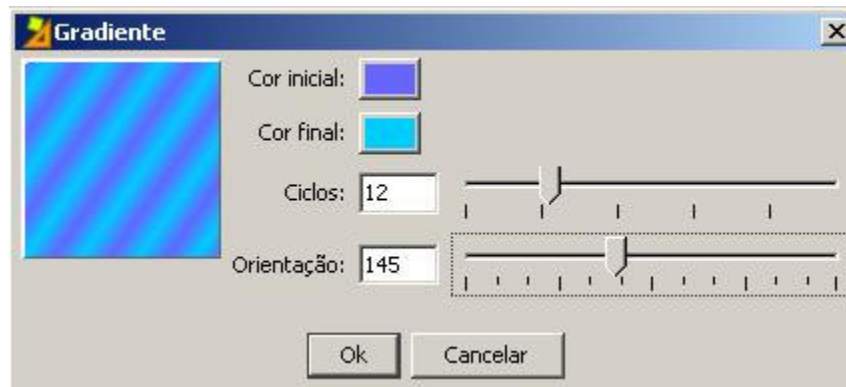 Gradiente
Cor inicial:
Cor final:
Ciclos: 12
Orientação: 145
Ok Cancelar